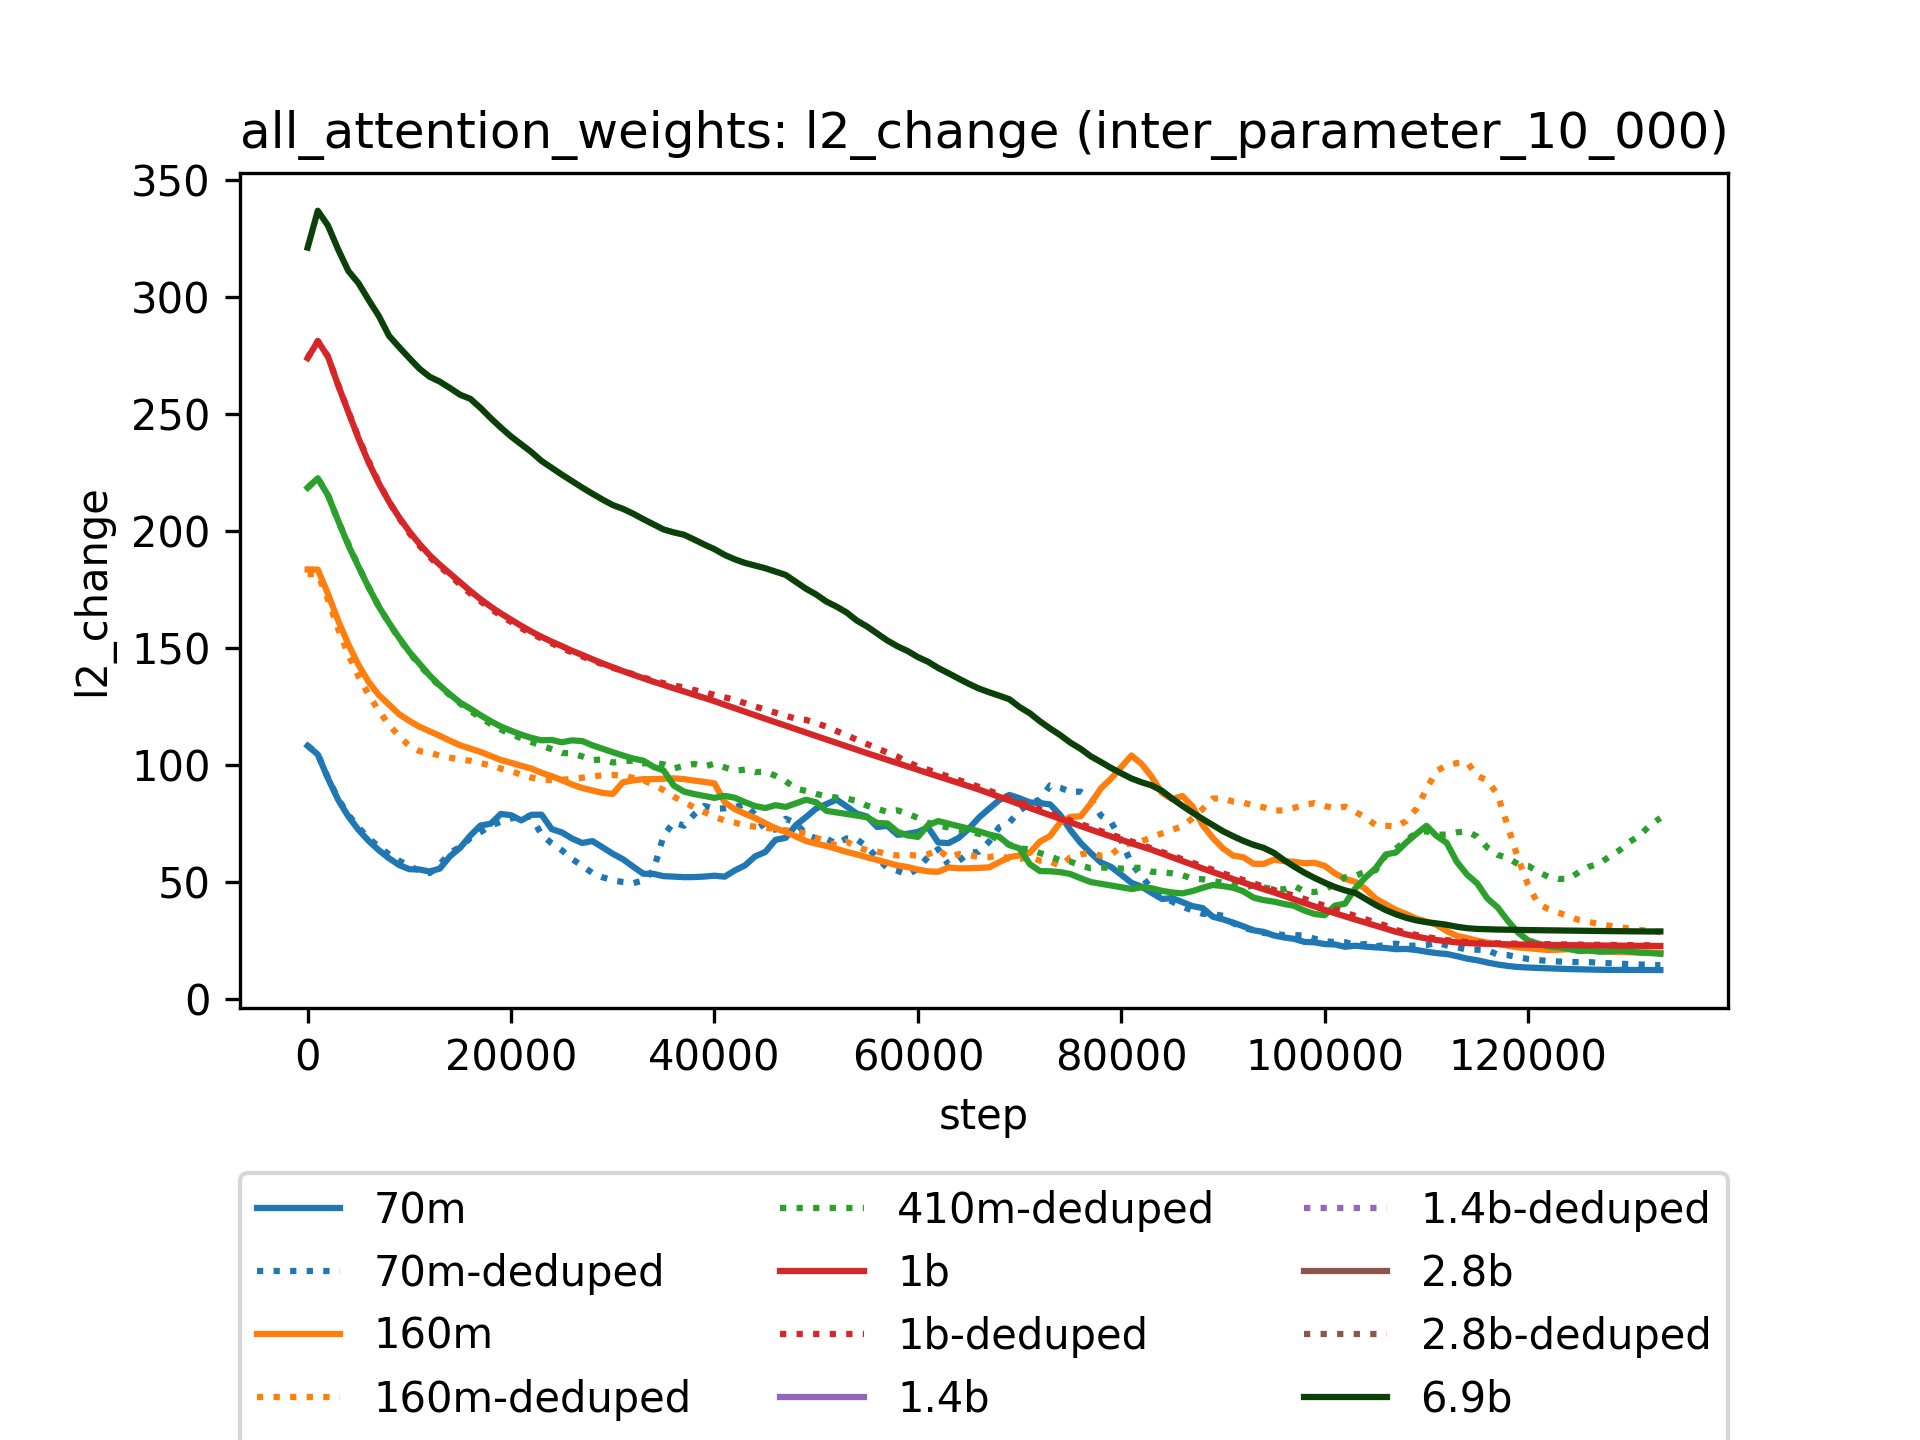 all_attention_weights: l2_change (inter_parameter_10_000)
350
300
250
200
150
100
50
0
l2_change
0 20000 40000 60000 80000 100000 120000
step
70m 410m-deduped 1.4b-deduped
70m-deduped 1b 2.8b
160m 1b-deduped 2.8b-deduped
160m-deduped 1.4b 6.9b